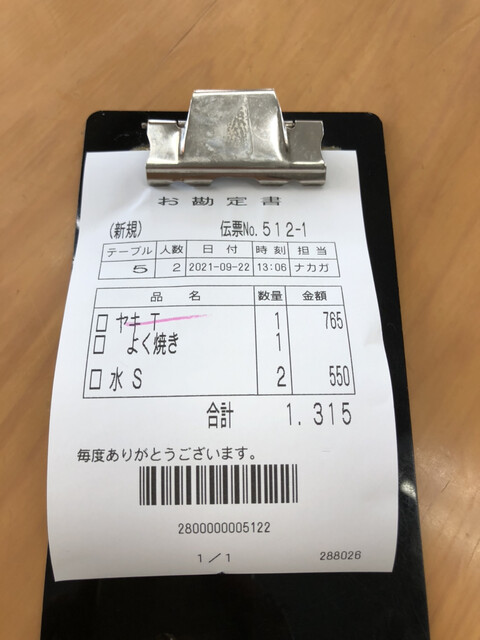 お勘定書
(新規) 伝票No.512-1
テーブル 人数 日付 時刻 担当
5 2 2021-09-22 13:06 ナカガ
品名 数量 金額
□ ヤキT 1 765
□ よく焼き 1
□ 水 S 2 550
合計 1.315
毎度ありがとうございます。
2800000005122
1/1 288026